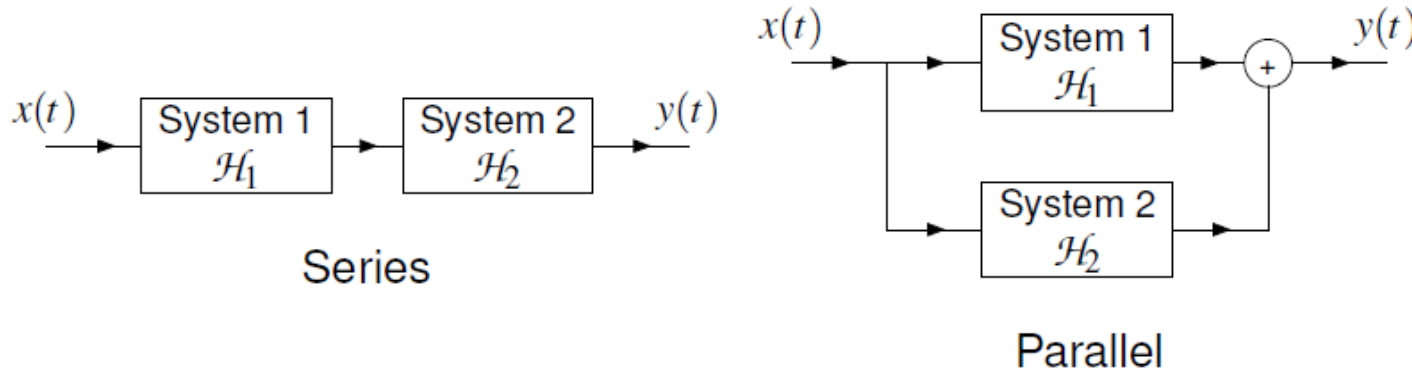 x(t)
System 1
H₁
System 2
H₂
y(t)
Series
x(t)
System 1
H₁
+
y(t)
System 2
H₂
Parallel